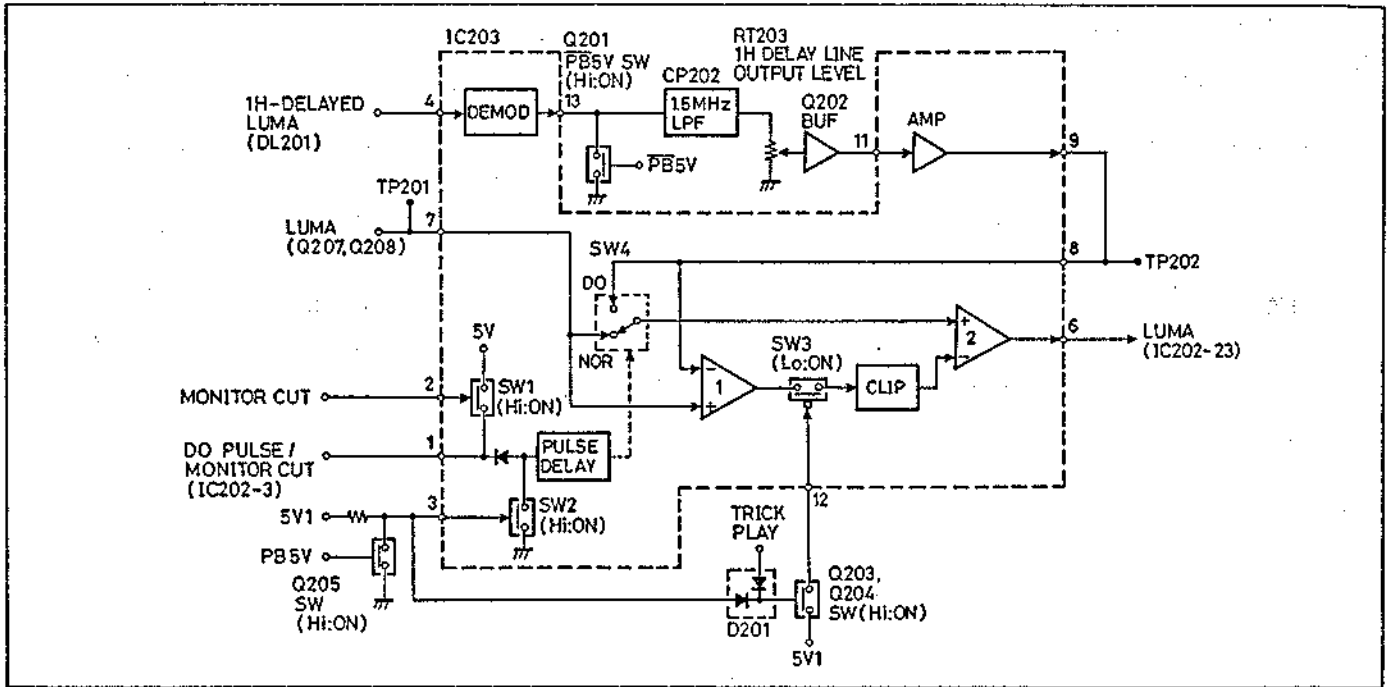 IC203
Q201
PB5V SW
(Hi:ON)
RT203
1H DELAY LINE
OUTPUT LEVEL
CP202
1.5MHz
LPF
Q202
BUF
AMP
1H-DELAYED
LUMA
(DL201)
4
DEMOD
13
11
9
PB5V
TP201
LUMA
(Q207,Q208)
7
SW4
DO
NOR
8
TP202
5V
SW3
(Lo:ON)
+
2
-
6
LUMA
(IC202-23)
-
1
+
CLIP
MONITOR CUT
2
SW1
(Hi:ON)
DO PULSE/
MONITOR CUT
(IC202-3)
1
PULSE
DELAY
5V1
3
SW2
(Hi:ON)
12
PB5V
Q205
SW
(Hi:ON)
TRICK
PLAY
D201
Q203,
Q204
SW(Hi:ON)
5V1